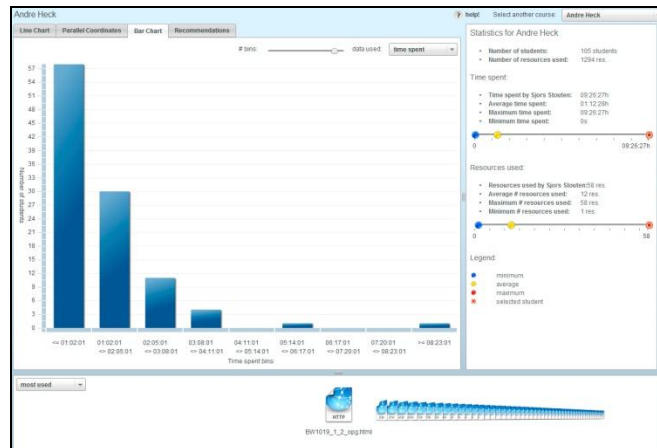 Andre Heck
help!
Select another course:
Andre Heck
Line Chart
Parallel Coordinates
Bar Chart
Recommendations
# bins:
data used:
time spent
57
54
51
48
45
42
39
36
33
30
27
24
21
18
15
12
9
6
3
0
Number of students
<= 01:02:01
01:02:01 <= 02:05:01
02:05:01 <= 03:08:01
03:08:01 <= 04:11:01
04:11:01 <= 05:14:01
05:14:01 <= 06:17:01
06:17:01 <= 07:20:01
07:20:01 <= 08:23:01
>= 08:23:01
Time spent bins
Statistics for Andre Heck
Number of students: 105 students
Number of resources used: 1294 res.
Time spent:
Time spent by Sjors Slouten: 09:26:27h
Average time spent: 01:12:28h
Maximum time spent: 09:26:27h
Minimum time spent: 0s
0
09:26:27h
Resources used:
Resources used by Sjors Slouten: 58 res.
Average # resources used: 12 res.
Maximum # resources used: 58 res.
Minimum # resources used: 1 res.
0
58
Legend:
minimum
average
maximum
selected student
most used
HTTP
BW1019_1_2_opg.html